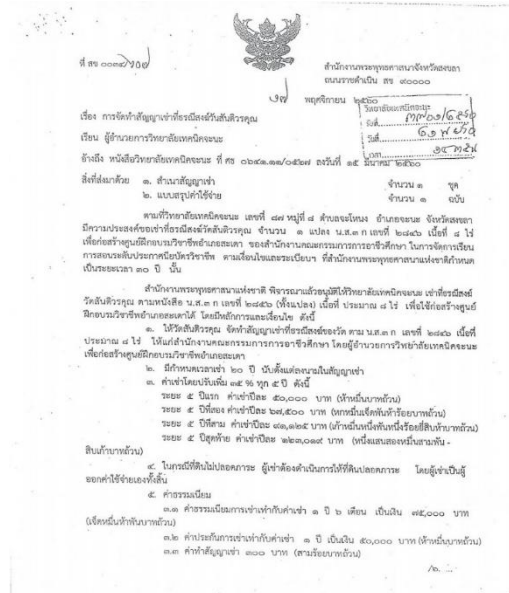 ที่ สข ๐๐๓๔/
สำนักงานพระพุทธศาสนาจังหวัดสงขลา
ถนนราชดำเนิน สข ๙๐๐๐๐
พฤศจิกายน ๒๕๖๐
วิทยาลัยเทคนิคจะนะ
เรื่อง การจัดทำสัญญาเช่าที่ธรณีสงฆ์วัดสันติวรคุณ
เรียน ผู้อำนวยการวิทยาลัยเทคนิคจะนะ
อ้างถึง หนังสือวิทยาลัยเทคนิคจะนะ ที่ ศธ ๐๖๔๑.๑๑/๐๕๒๗ ลงวันที่ ๑๕ มีนาคม ๒๕๖๐
สิ่งที่ส่งมาด้วย ๑. สำเนาสัญญาเช่า จำนวน ๑ ชุด
๒. แบบสรุปค่าใช้จ่าย จำนวน ๑ ฉบับ
ตามที่วิทยาลัยเทคนิคจะนะ เลขที่ ๘๗ หมู่ที่ ๘ ตำบลจะโหนง อำเภอจะนะ จังหวัดสงขลา
มีความประสงค์ขอเช่าที่ธรณีสงฆ์วัดสันติวรคุณ จำนวน ๑ แปลง น.ส.๓ ก เลขที่ ๒๘๕๖ เนื้อที่ ๘ ไร่
เพื่อก่อสร้างศูนย์ฝึกอบรมวิชาชีพอำเภอสะเดา ของสำนักงานคณะกรรมการการอาชีวศึกษา ในการจัดการเรียน
การสอนระดับประกาศนียบัตรวิชาชีพ ตามเงื่อนไขและระเบียบฯ ที่สำนักงานพระพุทธศาสนาแห่งชาติกำหนด
เป็นระยะเวลา ๓๐ ปี นั้น
สำนักงานพระพุทธศาสนาแห่งชาติ พิจารณาแล้วอนุมัติให้วิทยาลัยเทคนิคจะนะ เช่าที่ธรณีสงฆ์
วัดสันติวรคุณ ตามหนังสือ น.ส.๓ ก เลขที่ ๒๘๕๖ (ทั้งแปลง) เนื้อที่ ประมาณ ๘ ไร่ เพื่อใช้ก่อสร้างศูนย์
ฝึกอบรมวิชาชีพอำเภอสะเดาได้ โดยมีหลักการและเงื่อนไข ดังนี้
๑. ให้วัดสันติวรคุณ จัดทำสัญญาเช่าที่ธรณีสงฆ์ของวัด ตาม น.ส.๓ ก เลขที่ ๒๘๕๖ เนื้อที่
ประมาณ ๘ ไร่ ให้แก่สำนักงานคณะกรรมการการอาชีวศึกษา โดยผู้อำนวยการวิทยาลัยเทคนิคจะนะ
เพื่อก่อสร้างศูนย์ฝึกอบรมวิชาชีพอำเภอสะเดา
๒. มีกำหนดเวลาเช่า ๒๐ ปี นับตั้งแต่ลงนามในสัญญาเช่า
๓. ค่าเช่าโดยปรับเพิ่ม ๓๕ % ทุก ๕ ปี ดังนี้
ระยะ ๕ ปีแรก ค่าเช่าปีละ ๕๐,๐๐๐ บาท (ห้าหมื่นบาทถ้วน)
ระยะ ๕ ปีที่สอง ค่าเช่าปีละ ๖๗,๕๐๐ บาท (หกหมื่นเจ็ดพันห้าร้อยบาทถ้วน)
ระยะ ๕ ปีที่สาม ค่าเช่าปีละ ๙๑,๑๒๕ บาท (เก้าหมื่นหนึ่งพันหนึ่งร้อยยี่สิบห้าบาทถ้วน)
ระยะ ๕ ปีสุดท้าย ค่าเช่าปีละ ๑๒๓,๐๑๙ บาท (หนึ่งแสนสองหมื่นสามพัน -
สิบเก้าบาทถ้วน)
๔. ในกรณีที่ดินไม่ปลอดภาระ ผู้เช่าต้องดำเนินการให้ที่ดินปลอดภาระ โดยผู้เช่าเป็นผู้
ออกค่าใช้จ่ายเองทั้งสิ้น
๕. ค่าธรรมเนียม
๓.๑ ค่าธรรมเนียมการเช่าเท่ากับค่าเช่า ๑ ปี ๖ เดือน เป็นเงิน ๗๕,๐๐๐ บาท
(เจ็ดหมื่นห้าพันบาทถ้วน)
๓.๒ ค่าประกันการเช่าเท่ากับค่าเช่า ๑ ปี เป็นเงิน ๕๐,๐๐๐ บาท (ห้าหมื่นบาทถ้วน)
๓.๓ ค่าทำสัญญาเช่า ๓๐๐ บาท (สามร้อยบาทถ้วน)
/๖. ...